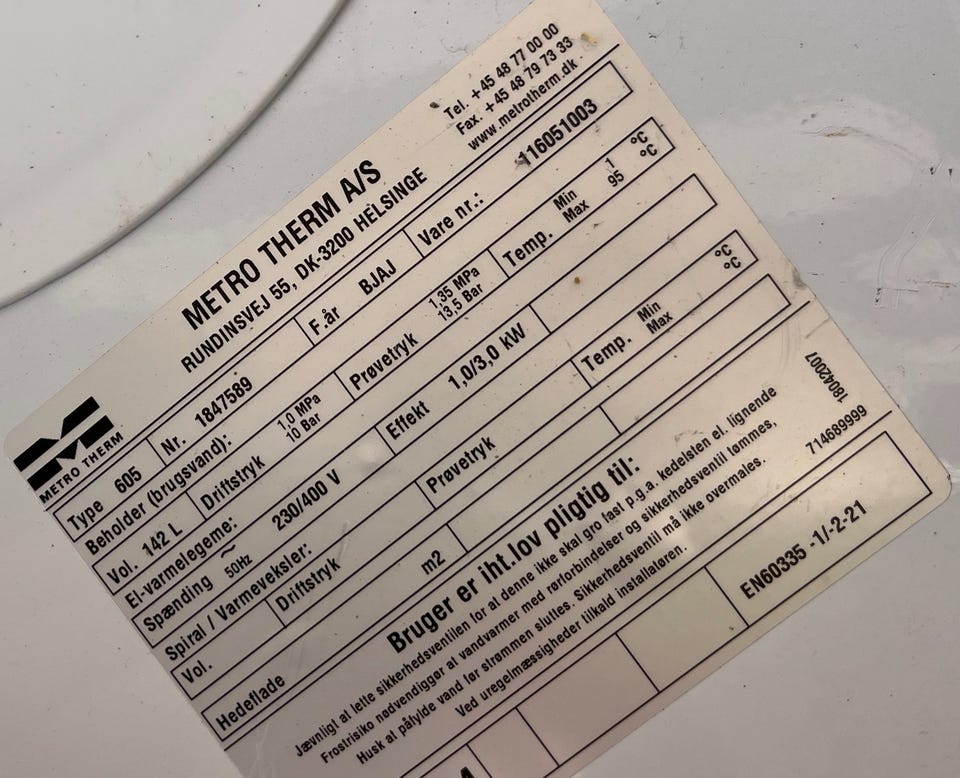 METRO THERM
METRO THERM A/S
RUNDINSVEJ 55, DK-3200 HELSINGE
Tel. +45 48 77 00 00
Fax. +45 48 79 73 33
www.metrotherm.dk
Type 605 Nr. 1847589 F.år BJAJ Vare nr.: 116051003
Beholder (brugsvand):
Vol. 142 L Driftstryk 1,0 MPa 10 Bar Prøvetryk 1,35 MPa 13,5 Bar Temp. Min 1 °C Max 95 °C
El-varmelegeme:
Spænding ~ 50Hz 230/400 V Effekt 1,0/3,0 kW
Spiral / Varmeveksler:
Vol. Driftstryk Prøvetryk Temp. Min °C Max °C
Hedeflade m2
Bruger er iht.lov pligtig til:
Jævnligt at lette sikkerhedsventilen for at denne ikke skal gro fast p.g.a. kedelsten el. lignende
Frostrisiko nødvendiggør at vandvarmer med rørforbindelser og sikkerhedsventil tømmes,
Husk at påfylde vand før strømmen sluttes. Sikkerhedsventil må ikke overmales.
Ved uregelmæssigheder tilkald installatøren.
18042007
714689999
EN60335 -1/-2-21